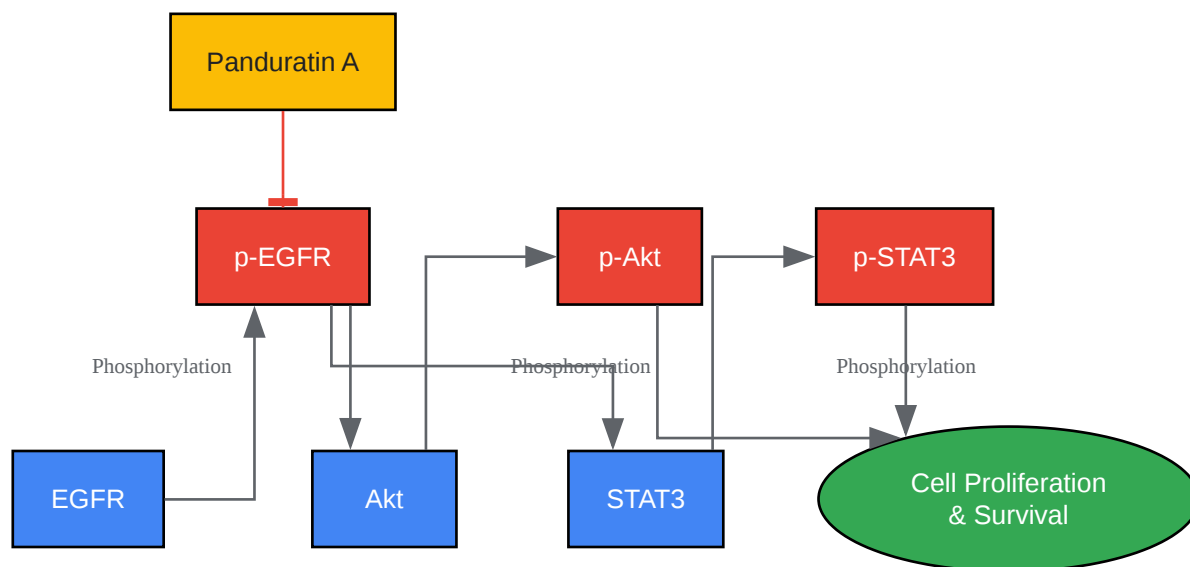 Panduratin A
p-EGFR
p-Akt
p-STAT3
Phosphorylation
Phosphorylation
Phosphorylation
EGFR
Akt
STAT3
Cell Proliferation
& Survival